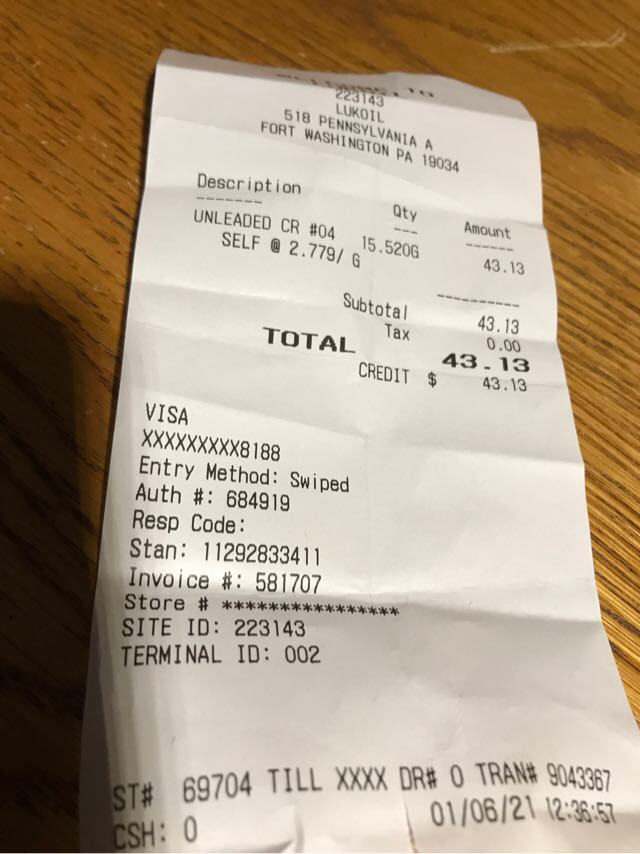 WELCOME TO
223143
LUKOIL
518 PENNSYLVANIA A
FORT WASHINGTON PA 19034
Description Qty Amount
------- --- ------
UNLEADED CR #04 15.520G 43.13
SELF @ 2.779/ G
----------
Subtotal 43.13
Tax 0.00
TOTAL 43.13
CREDIT $ 43.13
VISA
XXXXXXXXX8188
Entry Method: Swiped
Auth #: 684919
Resp Code:
Stan: 11292833411
Invoice #: 581707
Store # ****************
SITE ID: 223143
TERMINAL ID: 002
ST# 69704 TILL XXXX DR# 0 TRAN# 9043367
CSH: 0 01/06/21 12:36:57